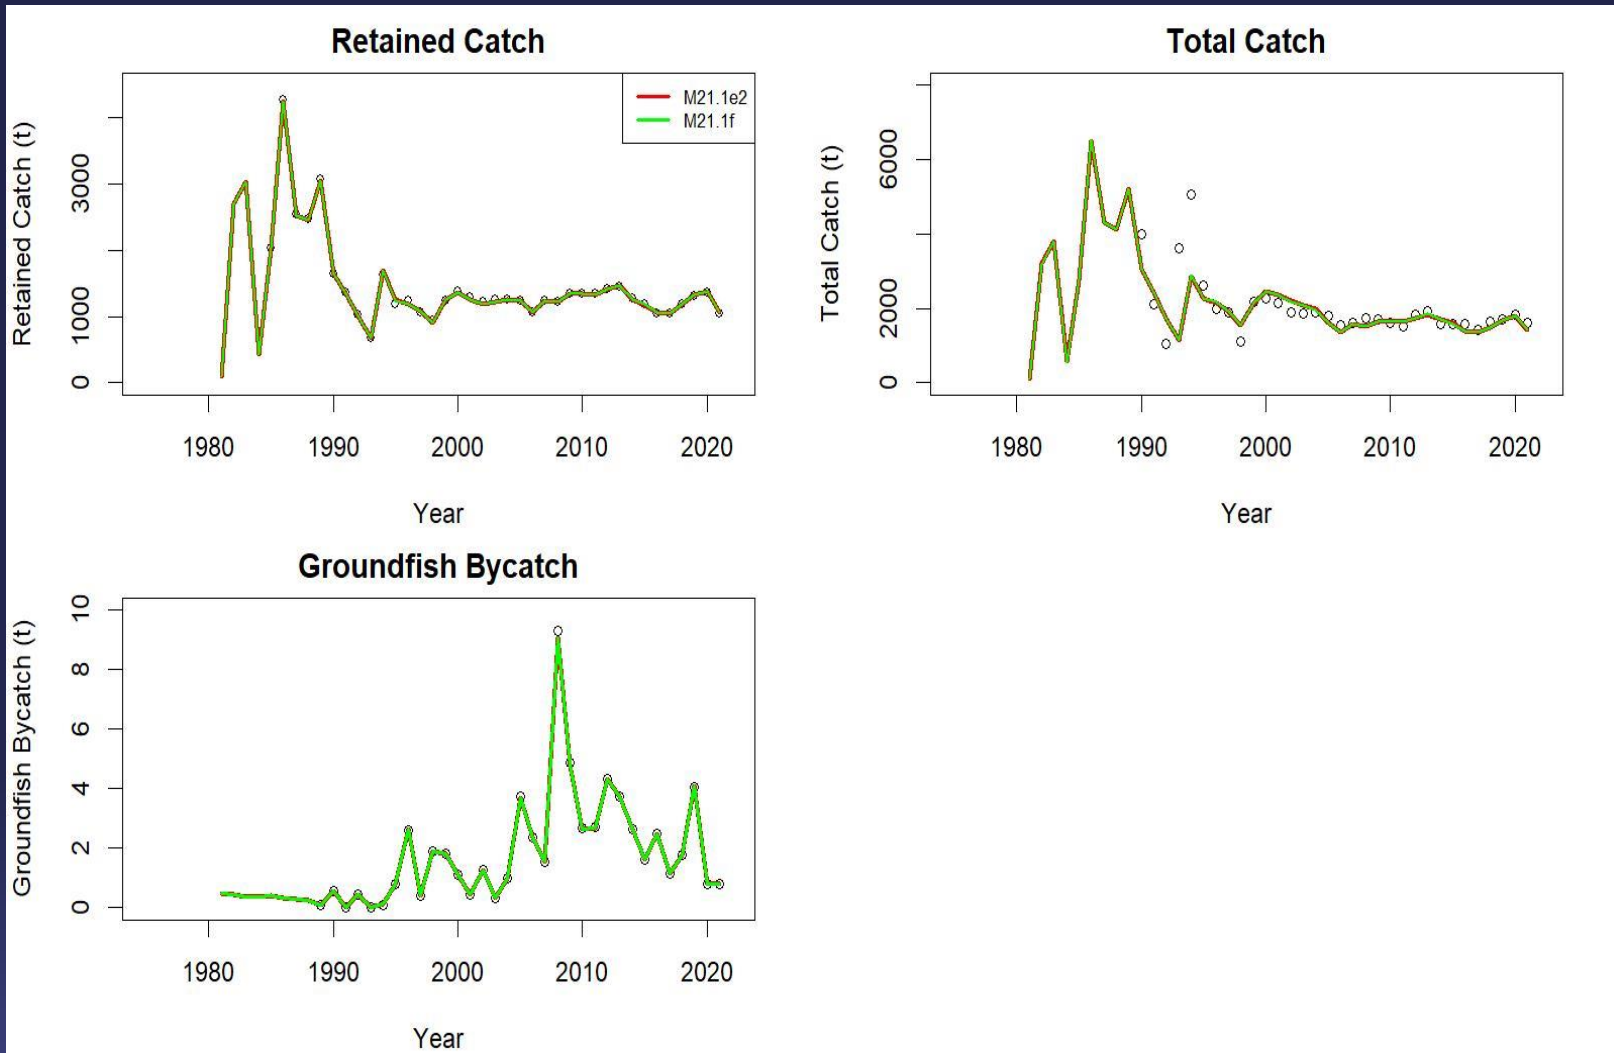 Retained Catch
Retained Catch (t)
3000
1000
0
M21.1e2
M21.1f
1980 1990 2000 2010 2020
Year
Total Catch
Total Catch (t)
6000
2000
0
1980 1990 2000 2010 2020
Year
Groundfish Bycatch
Groundfish Bycatch (t)
10
8
6
4
2
0
1980 1990 2000 2010 2020
Year